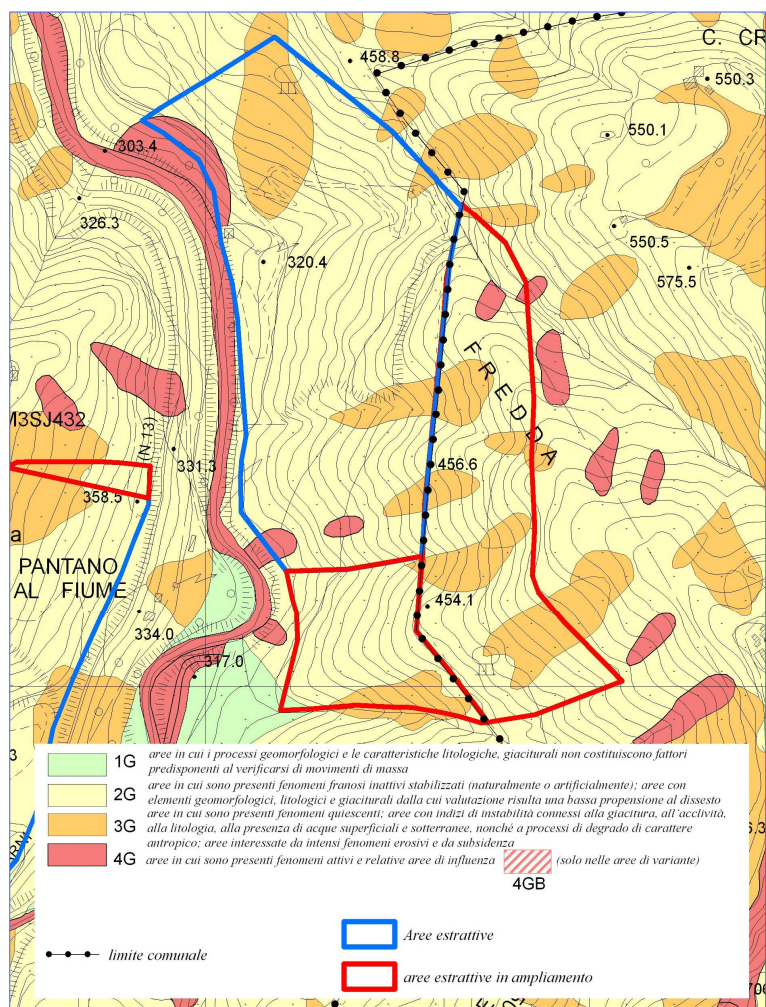 458.8
C. CR
550.3
550.1
303.4
326.3
550.5
320.4
575.5
FREDDA
M3SJ432
(N.13)
331.3
456.6
358.5
a
PANTANO
AL FIUME
454.1
334.0
317.0
3
1G aree in cui i processi geomorfologici e le caratteristiche litologiche, giaciturali non costituiscono fattori
predisponenti al verificarsi di movimenti di massa
2G aree in cui sono presenti fenomeni franosi inattivi stabilizzati (naturalmente o artificialmente); aree con
elementi geomorfologici, litologici e giaciturali dalla cui valutazione risulta una bassa propensione al dissesto
3G aree in cui sono presenti fenomeni quiescenti; aree con indizi di instabilità connessi alla giacitura, all'acclività,
alla litologia, alla presenza di acque superficiali e sotterranee, nonché a processi di degrado di carattere
antropico; aree interessate da intensi fenomeni erosivi e da subsidenza
4G aree in cui sono presenti fenomeni attivi e relative aree di influenza
4GB (solo nelle aree di variante)
Aree estrattive
limite comunale
aree estrattive in ampliamento